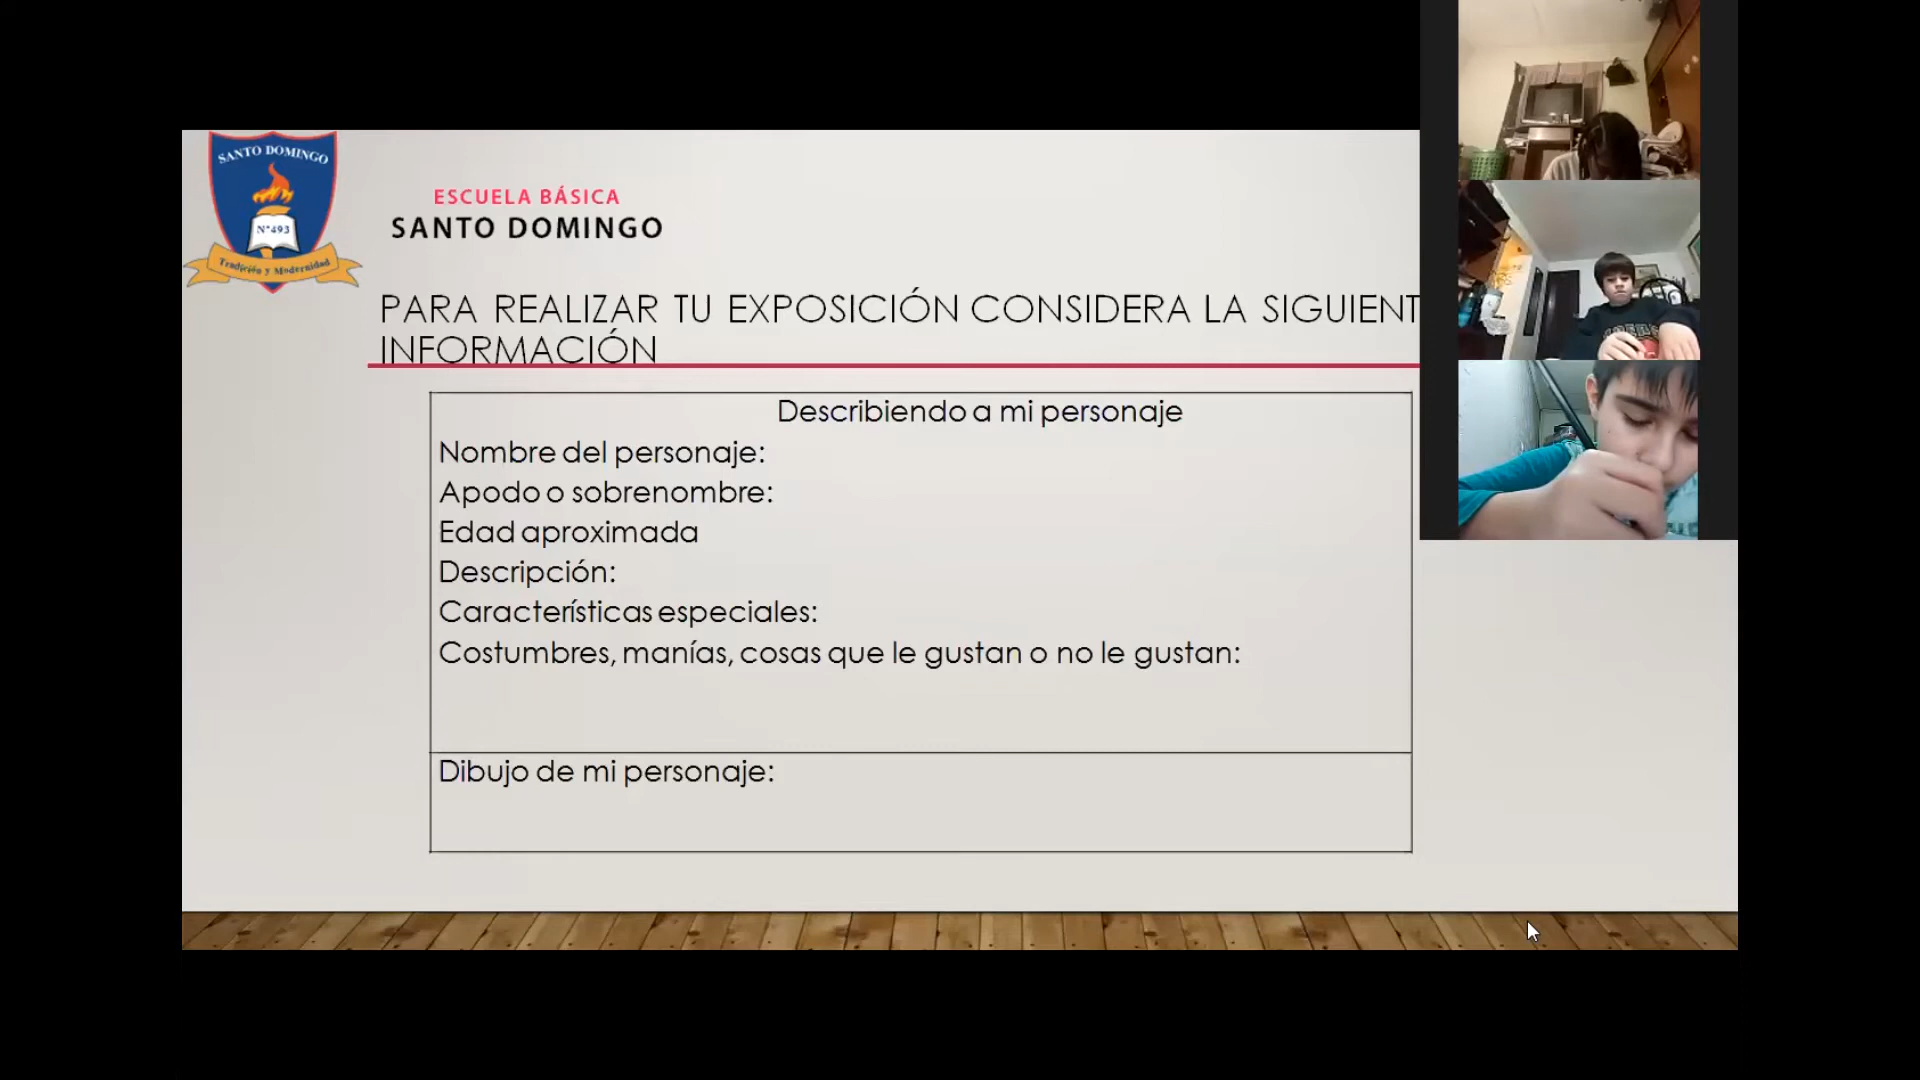 SANTO DOMINGO
N°493
Tradición y Modernidad
ESCUELA BÁSICA
SANTO DOMINGO
PARA REALIZAR TU EXPOSICIÓN CONSIDERA LA SIGUIENT
INFORMACIÓN
Describiendo a mi personaje
Nombre del personaje:
Apodo o sobrenombre:
Edad aproximada
Descripción:
Características especiales:
Costumbres, manías, cosas que le gustan o no le gustan:
Dibujo de mi personaje: